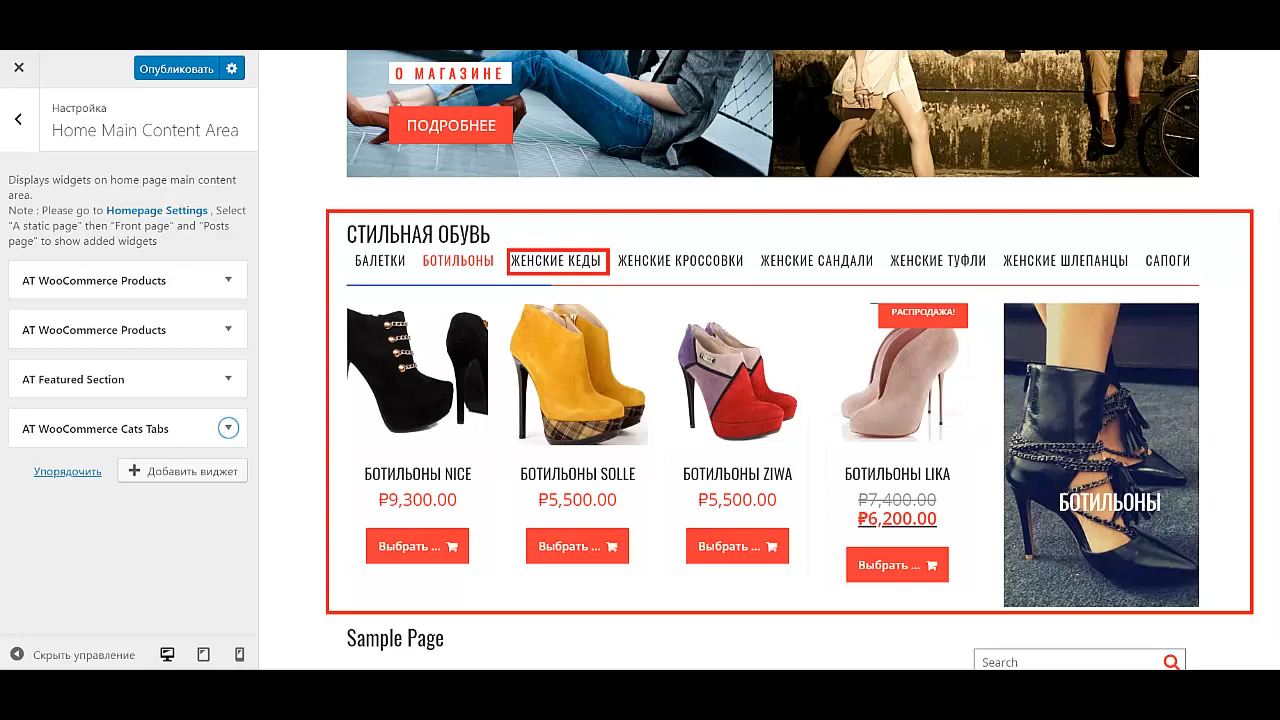 Опубликовать
Настройка
Home Main Content Area
Displays widgets on home page main content
area.
Note : Please go to Homepage Settings , Select
"A static page" then "Front page" and "Posts
page" to show added widgets
AT WooCommerce Products
AT WooCommerce Products
AT Featured Section
AT WooCommerce Cats Tabs
Упорядочить
Добавить виджет
Скрыть управление
О МАГАЗИНЕ
ПОДРОБНЕЕ
СТИЛЬНАЯ ОБУВЬ
БАЛЕТКИ БОТИЛЬОНЫ ЖЕНСКИЕ КЕДЫ ЖЕНСКИЕ КРОССОВКИ ЖЕНСКИЕ САНДАЛИ ЖЕНСКИЕ ТУФЛИ ЖЕНСКИЕ ШЛЕПАНЦЫ САПОГИ
РАСПРОДАЖА!
БОТИЛЬОНЫ NICE БОТИЛЬОНЫ SOLLE БОТИЛЬОНЫ ZIWA БОТИЛЬОНЫ LIKA
₽9,300.00 ₽5,500.00 ₽5,500.00 ₽7,400.00
₽6,200.00
Выбрать ... Выбрать ... Выбрать ...
Выбрать ...
БОТИЛЬОНЫ
Sample Page
Search